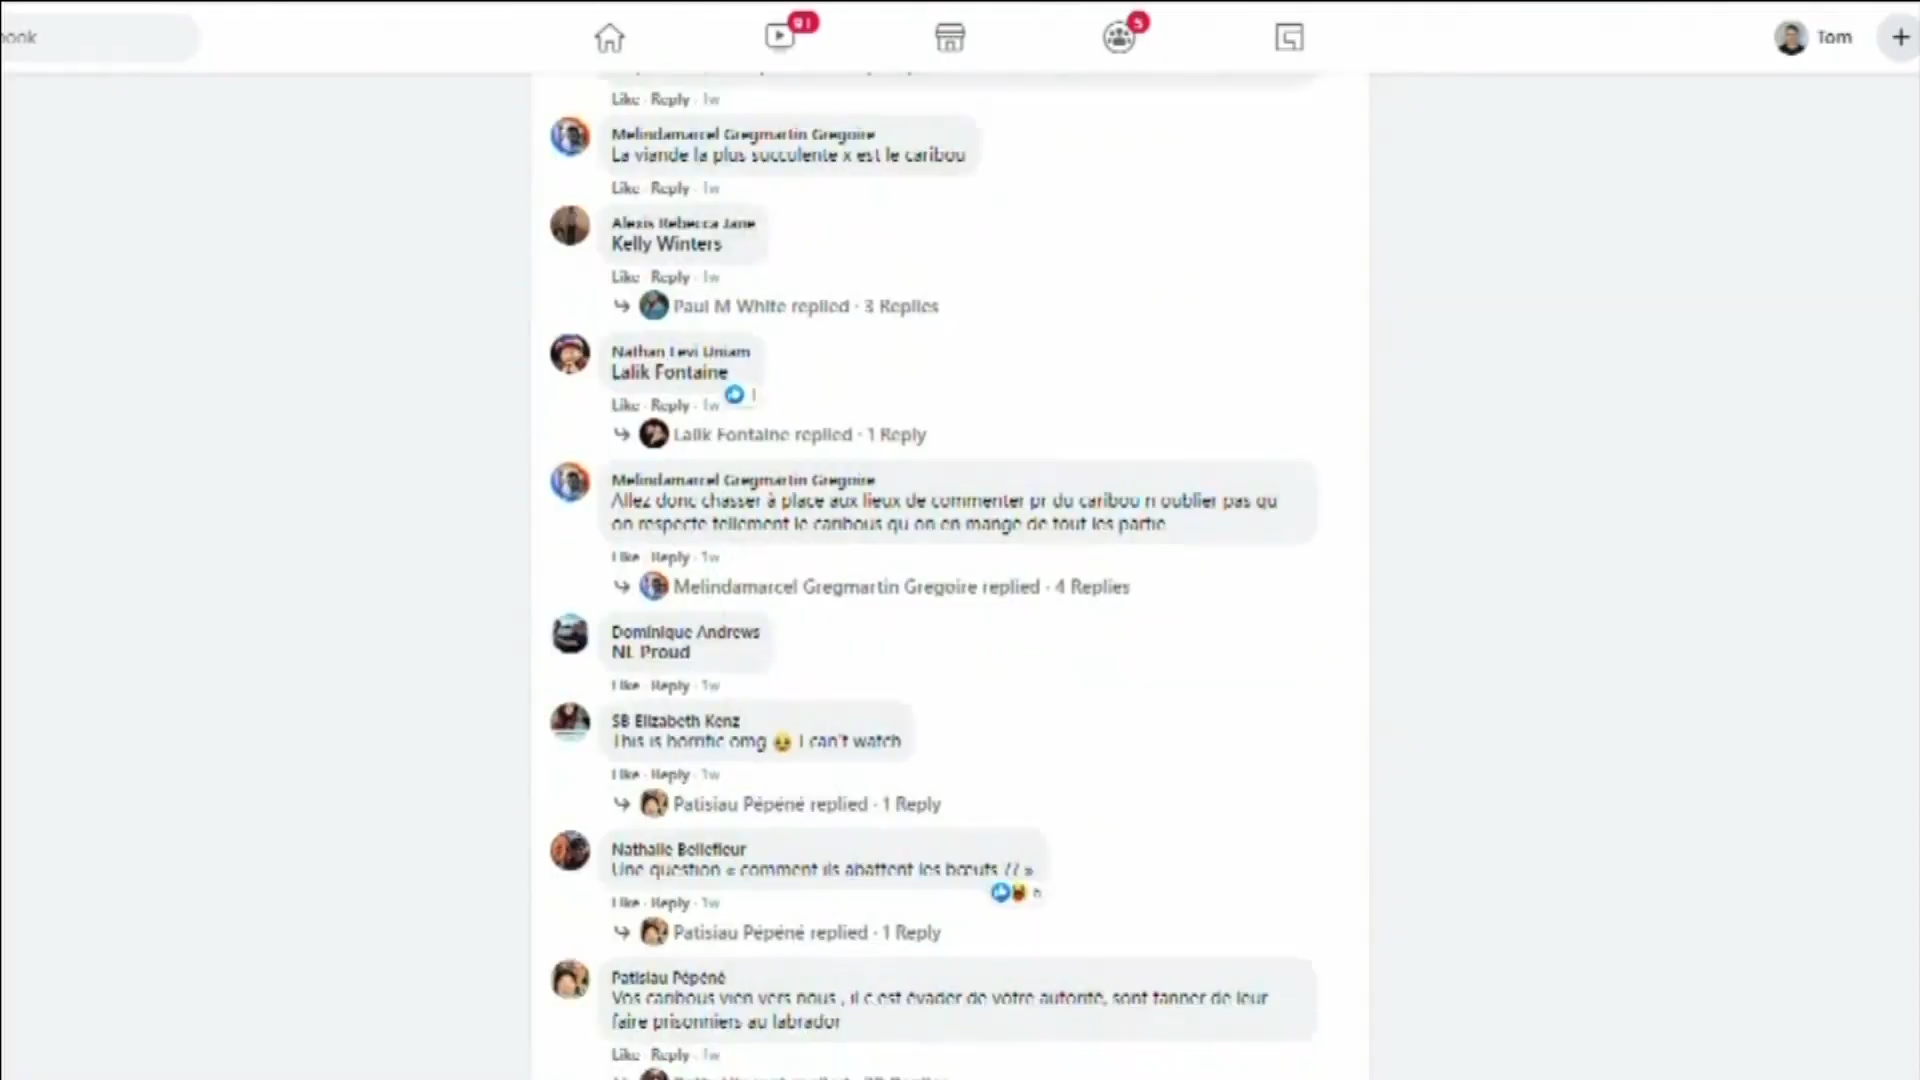 ook
91
5
Tom
Like · Reply · 1w
Melindamarcel Gregmartin Gregoire
La viande la plus succulente x est le caribou
Like · Reply · 1w
Alexis Rebecca Jane
Kelly Winters
Like · Reply · 1w
Paul M White replied · 3 Replies
Nathan Levi Uniam
Lalik Fontaine
1
Like · Reply · 1w
Lalik Fontaine replied · 1 Reply
Melindamarcel Gregmartin Gregoire
Allez donc chasser à place aux lieux de commenter pr du caribou n oublier pas qu
on respecte tellement le caribous qu on en mange de tout les partie
Like · Reply · 1w
Melindamarcel Gregmartin Gregoire replied · 4 Replies
Dominique Andrews
NL Proud
Like · Reply · 1w
SB Elizabeth Kenz
This is horrific omg 🥺 I can't watch
Like · Reply · 1w
Patisiau Pépéné replied · 1 Reply
Nathalie Bellefleur
Une question « comment ils abattent les bœufs ?? »
6
Like · Reply · 1w
Patisiau Pépéné replied · 1 Reply
Patisiau Pépéné
Vos caribous vien vers nous , il c est évader de votre autorité, sont tanner de leur
faire prisonniers au labrador
Like · Reply · 1w